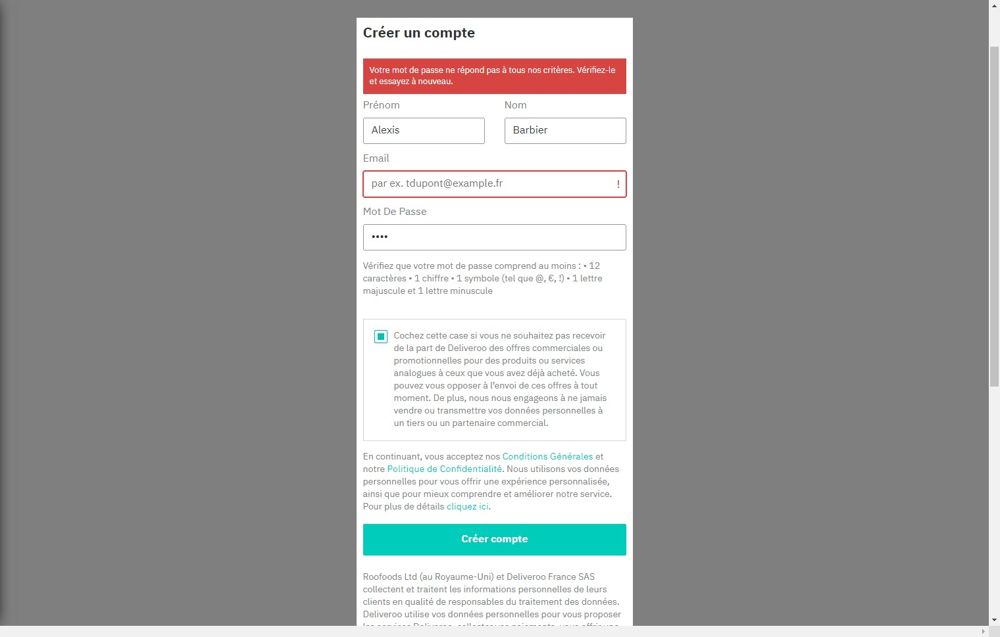 Créer un compte
Votre mot de passe ne répond pas à tous nos critères. Vérifiez-le
et essayez à nouveau.
Prénom
Nom
Alexis
Barbier
Email
par ex. tdupont@example.fr
!
Mot De Passe
••••
Vérifiez que votre mot de passe comprend au moins : • 12
caractères • 1 chiffre • 1 symbole (tel que @, €, !) • 1 lettre
majuscule et 1 lettre minuscule
Cochez cette case si vous ne souhaitez pas recevoir
de la part de Deliveroo des offres commerciales ou
promotionnelles pour des produits ou services
analogues à ceux que vous avez déjà acheté. Vous
pouvez vous opposer à l’envoi de ces offres à tout
moment. De plus, nous nous engageons à ne jamais
vendre ou transmettre vos données personnelles à
un tiers ou un partenaire commercial.
En continuant, vous acceptez nos Conditions Générales et
notre Politique de Confidentialité. Nous utilisons vos données
personnelles pour vous offrir une expérience personnalisée,
ainsi que pour mieux comprendre et améliorer notre service.
Pour plus de détails cliquez ici.
Créer compte
Roofoods Ltd (au Royaume-Uni) et Deliveroo France SAS
collectent et traitent les informations personnelles de leurs
clients en qualité de responsables du traitement des données.
Deliveroo utilise vos données personnelles pour vous proposer